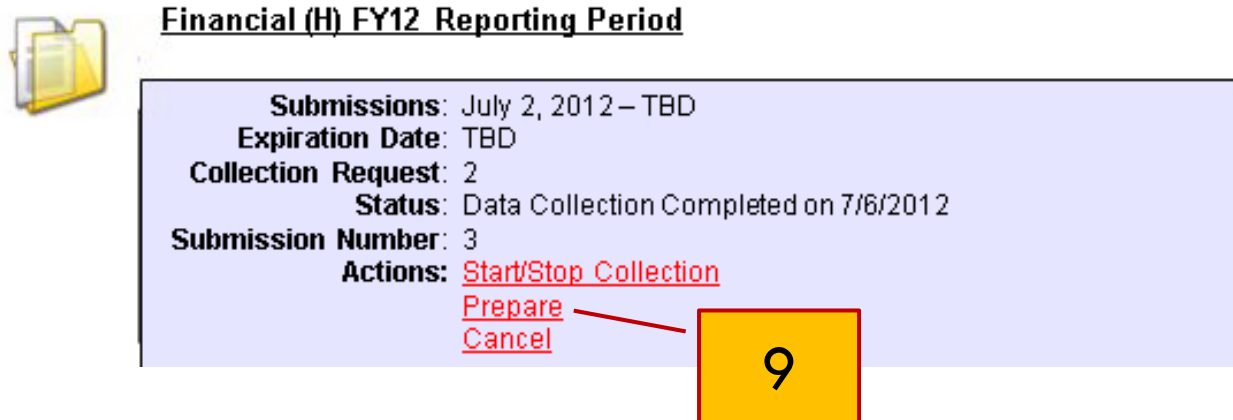 Financial (H) FY12 Reporting Period
Submissions: July 2, 2012 – TBD
Expiration Date: TBD
Collection Request: 2
Status: Data Collection Completed on 7/6/2012
Submission Number: 3
Actions: Start/Stop Collection
Prepare
Cancel
9